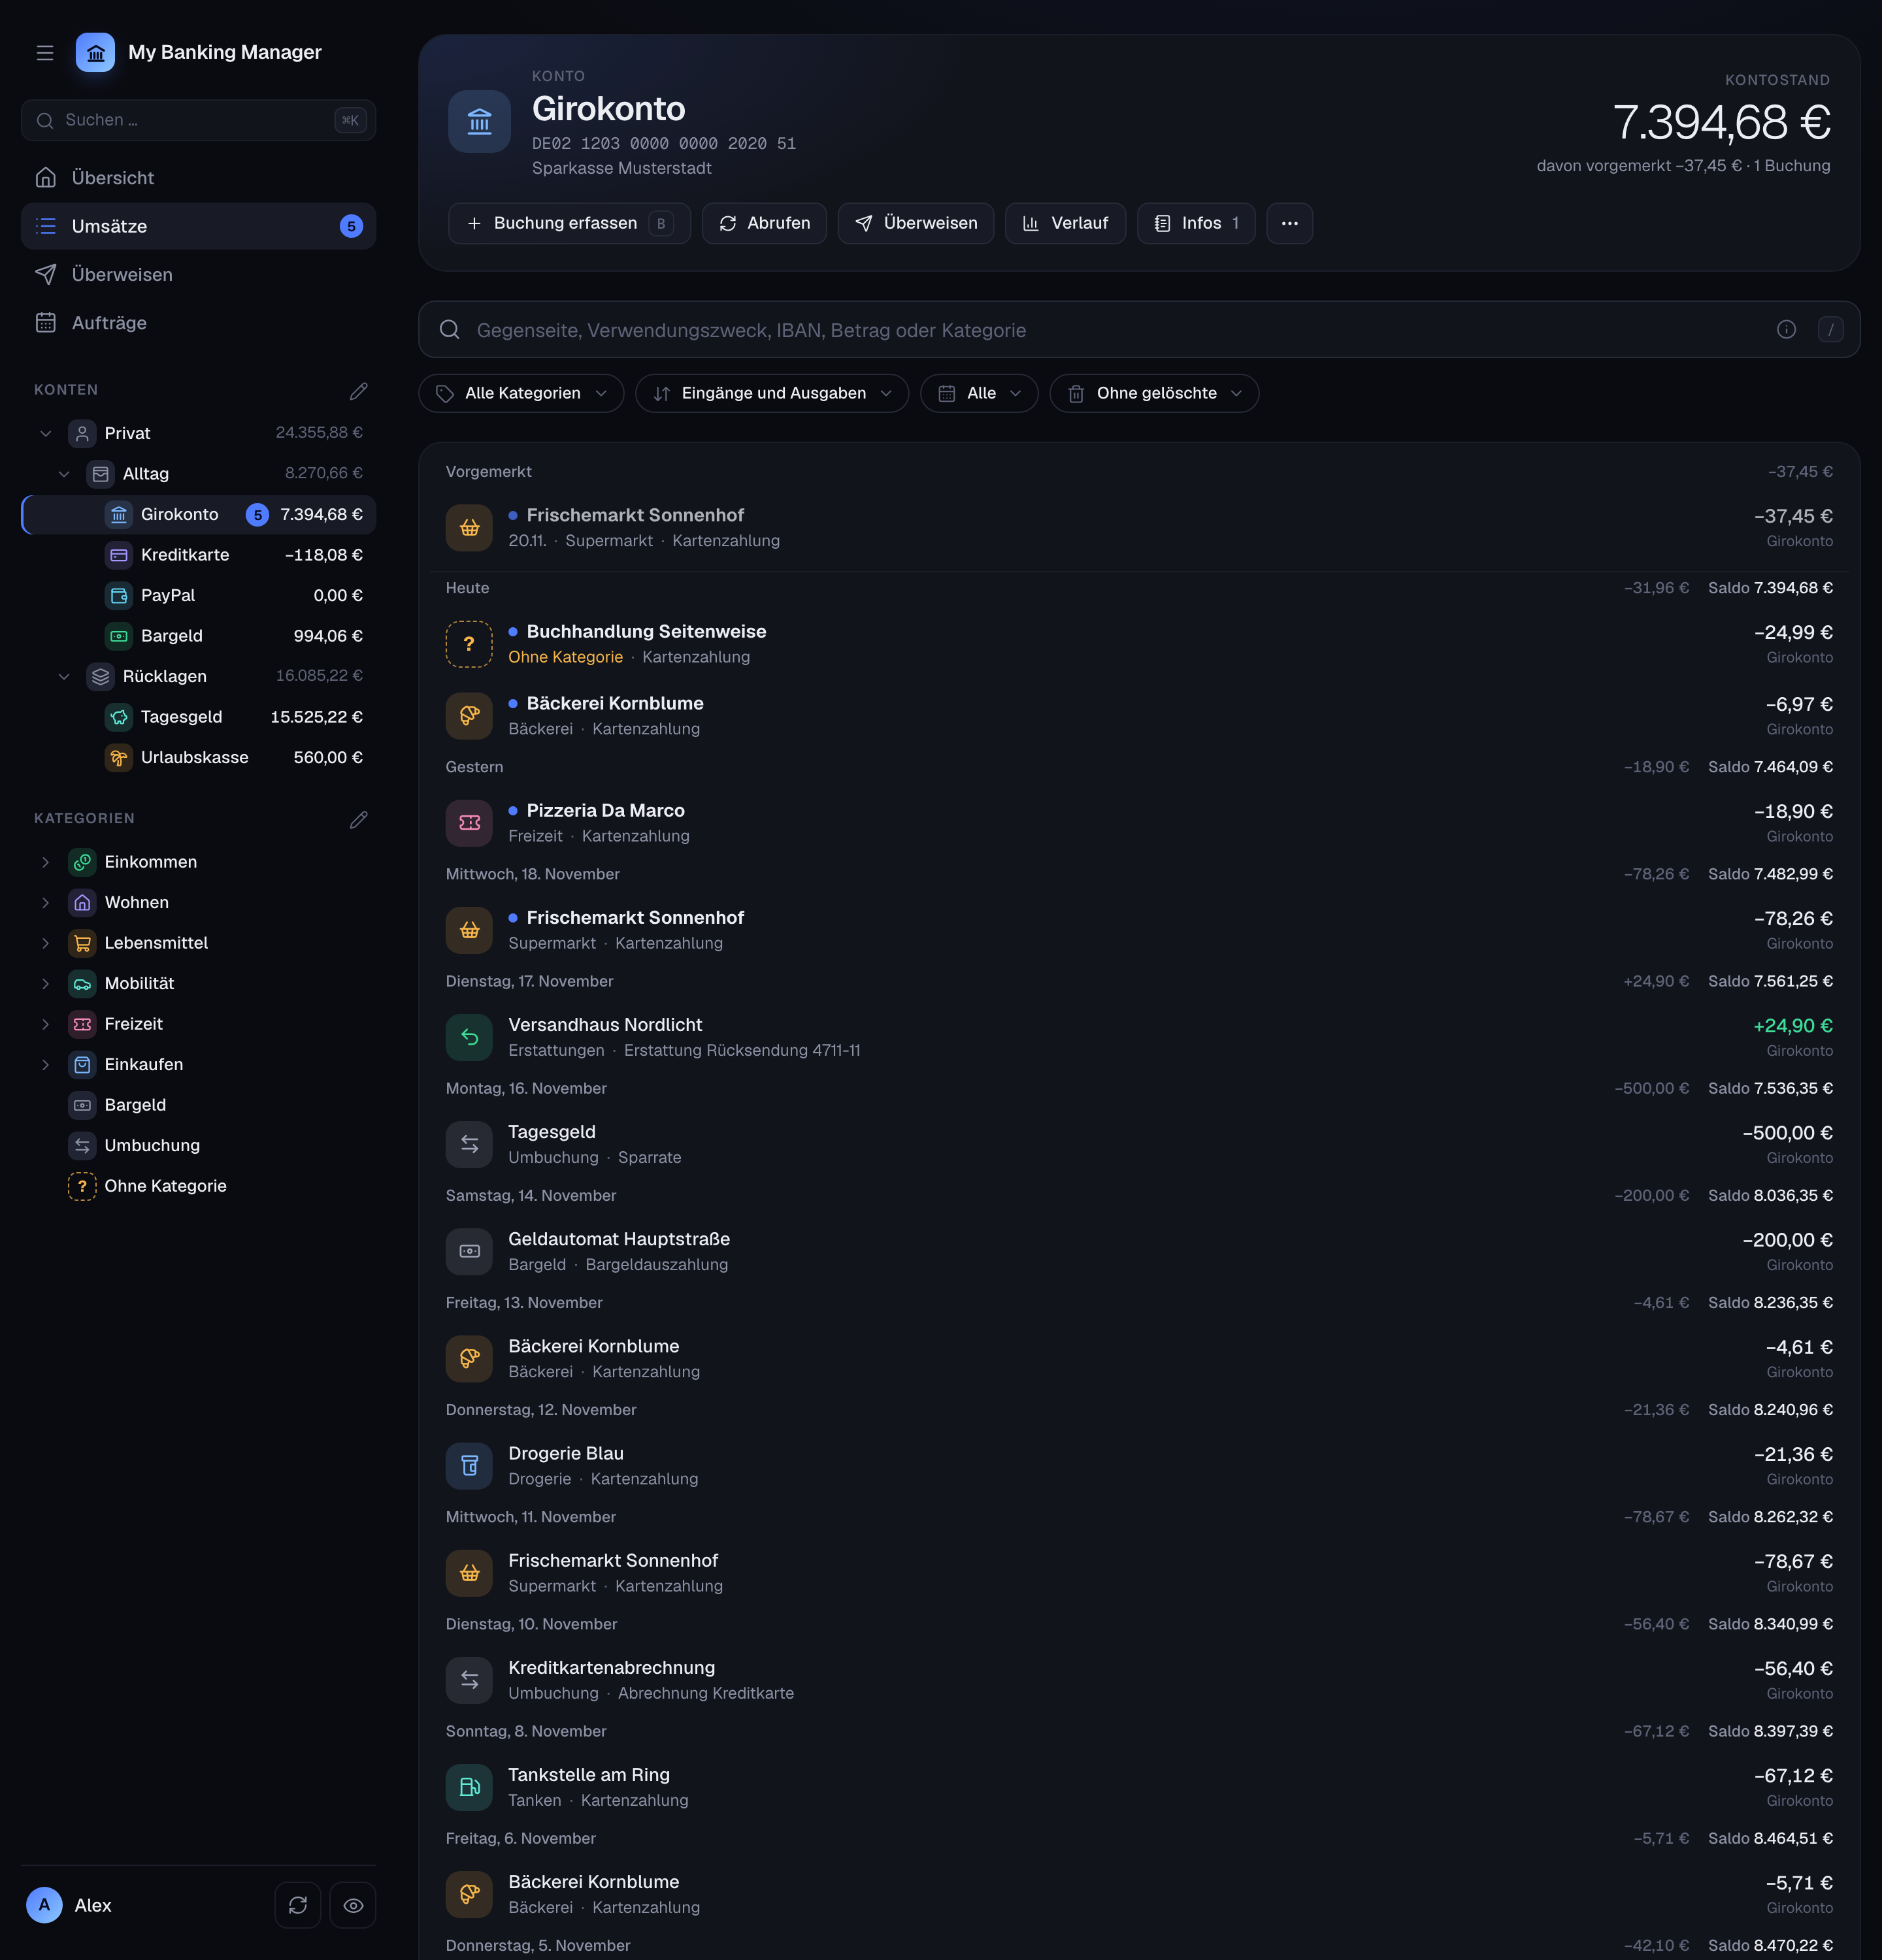 My Banking Manager
Suchen …
⌘K
Übersicht
Umsätze
5
Überweisen
Aufträge
KONTEN
Privat 24.355,88 €
Alltag 8.270,66 €
Girokonto 5 7.394,68 €
Kreditkarte −118,08 €
PayPal 0,00 €
Bargeld 994,06 €
Rücklagen 16.085,22 €
Tagesgeld 15.525,22 €
Urlaubskasse 560,00 €
KATEGORIEN
Einkommen
Wohnen
Lebensmittel
Mobilität
Freizeit
Einkaufen
Bargeld
Umbuchung
? Ohne Kategorie
A Alex
KONTO
Girokonto
DE02 1203 0000 0000 2020 51
Sparkasse Musterstadt
KONTOSTAND
7.394,68 €
davon vorgemerkt −37,45 € · 1 Buchung
Buchung erfassen B
Abrufen
Überweisen
Verlauf
Infos 1
Gegenseite, Verwendungszweck, IBAN, Betrag oder Kategorie
/
Alle Kategorien
Eingänge und Ausgaben
Alle
Ohne gelöschte
Vorgemerkt −37,45 €
Frischemarkt Sonnenhof −37,45 €
20.11. · Supermarkt · Kartenzahlung Girokonto
Heute −31,96 € Saldo 7.394,68 €
? Buchhandlung Seitenweise −24,99 €
Ohne Kategorie · Kartenzahlung Girokonto
Bäckerei Kornblume −6,97 €
Bäckerei · Kartenzahlung Girokonto
Gestern −18,90 € Saldo 7.464,09 €
Pizzeria Da Marco −18,90 €
Freizeit · Kartenzahlung Girokonto
Mittwoch, 18. November −78,26 € Saldo 7.482,99 €
Frischemarkt Sonnenhof −78,26 €
Supermarkt · Kartenzahlung Girokonto
Dienstag, 17. November +24,90 € Saldo 7.561,25 €
Versandhaus Nordlicht +24,90 €
Erstattungen · Erstattung Rücksendung 4711-11 Girokonto
Montag, 16. November −500,00 € Saldo 7.536,35 €
Tagesgeld −500,00 €
Umbuchung · Sparrate Girokonto
Samstag, 14. November −200,00 € Saldo 8.036,35 €
Geldautomat Hauptstraße −200,00 €
Bargeld · Bargeldauszahlung Girokonto
Freitag, 13. November −4,61 € Saldo 8.236,35 €
Bäckerei Kornblume −4,61 €
Bäckerei · Kartenzahlung Girokonto
Donnerstag, 12. November −21,36 € Saldo 8.240,96 €
Drogerie Blau −21,36 €
Drogerie · Kartenzahlung Girokonto
Mittwoch, 11. November −78,67 € Saldo 8.262,32 €
Frischemarkt Sonnenhof −78,67 €
Supermarkt · Kartenzahlung Girokonto
Dienstag, 10. November −56,40 € Saldo 8.340,99 €
Kreditkartenabrechnung −56,40 €
Umbuchung · Abrechnung Kreditkarte Girokonto
Sonntag, 8. November −67,12 € Saldo 8.397,39 €
Tankstelle am Ring −67,12 €
Tanken · Kartenzahlung Girokonto
Freitag, 6. November −5,71 € Saldo 8.464,51 €
Bäckerei Kornblume −5,71 €
Bäckerei · Kartenzahlung Girokonto
Donnerstag, 5. November −42,10 € Saldo 8.470,22 €